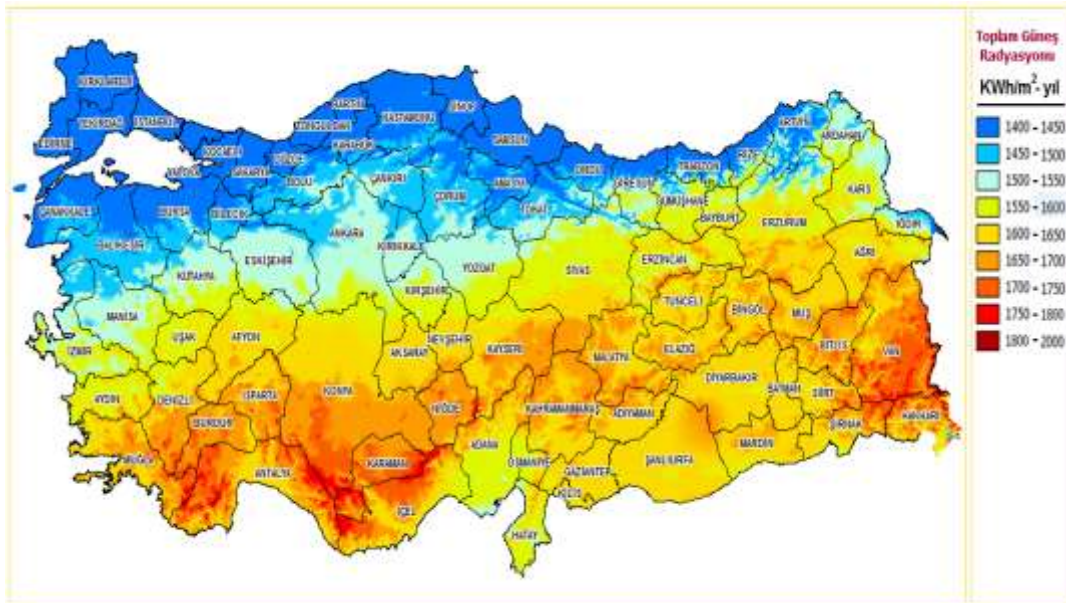 Toplam Güneş
Radyasyonu
KWh/m²- yıl
1400 - 1450
1450 - 1500
1500 - 1550
1550 - 1600
1600 - 1650
1650 - 1700
1700 - 1750
1750 - 1800
1800 - 2000
KIRKLARELİ
TEKİRDAĞ
İSTANBUL
EDİRNE
KOCAELİ
YALOVA
SAKARYA
DÜZCE
ZONGULDAK
BARTIN
KARABÜK
KASTAMONU
SİNOP
SAMSUN
ORDU
GİRESUN
TRABZON
RİZE
ARTVİN
ARDAHAN
ÇANAKKALE
BURSA
BİLECİK
BOLU
ÇANKIRI
ÇORUM
AMASYA
TOKAT
GÜMÜŞHANE
BAYBURT
ERZURUM
KARS
IĞDIR
BALIKESİR
KÜTAHYA
ESKİŞEHİR
ANKARA
KIRIKKALE
YOZGAT
SİVAS
ERZİNCAN
AĞRI
MANİSA
KIRŞEHİR
TUNCELİ
BİNGÖL
MUŞ
İZMİR
UŞAK
AFYON
AKSARAY
NEVŞEHİR
KAYSERİ
MALATYA
ELAZIĞ
BİTLİS
VAN
AYDIN
DENİZLİ
ISPARTA
KONYA
NİĞDE
KAHRAMANMARAŞ
ADIYAMAN
DİYARBAKIR
BATMAN
SİİRT
BURDUR
ŞIRNAK
HAKKARİ
MUĞLA
ANTALYA
KARAMAN
ADANA
OSMANİYE
GAZİANTEP
ŞANLIURFA
MARDİN
KİLİS
İÇEL
HATAY